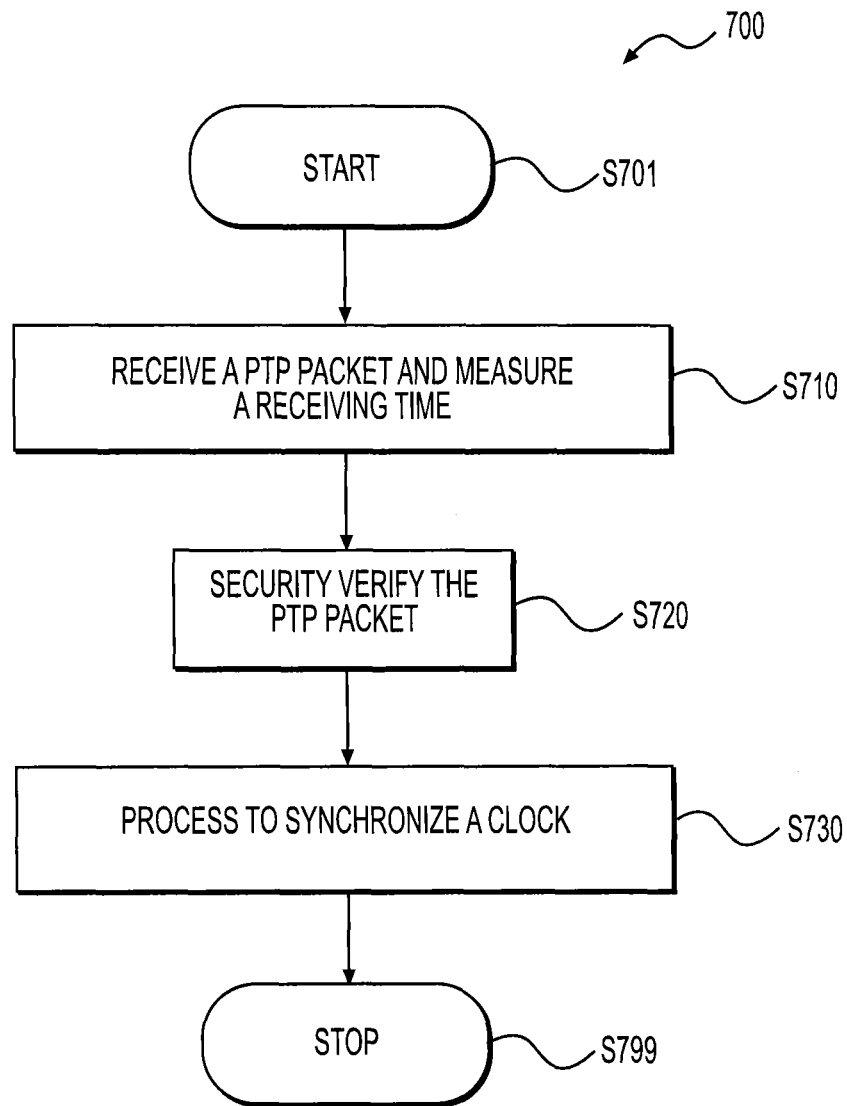 700
START
S701
RECEIVE A PTP PACKET AND MEASURE
A RECEIVING TIME
S710
SECURITY VERIFY THE
PTP PACKET
S720
PROCESS TO SYNCHRONIZE A CLOCK
S730
STOP
S799